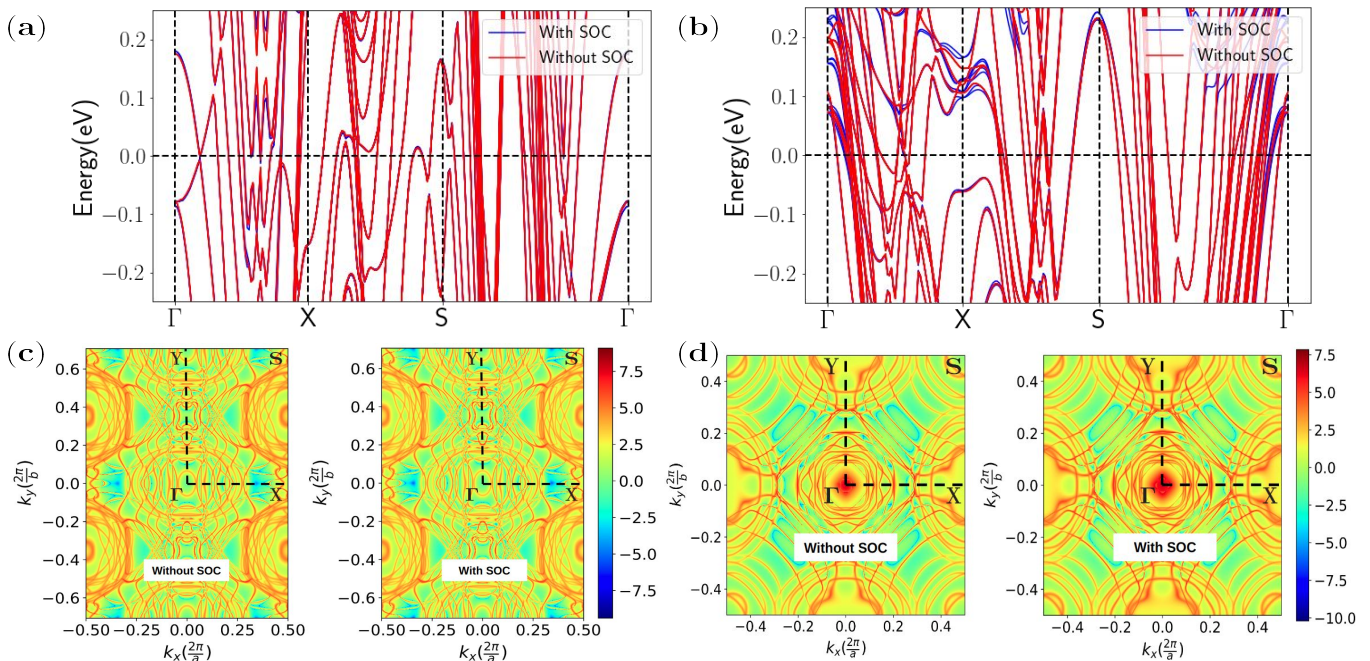 (a)
0.2
0.1
0.0
−0.1
−0.2
Energy(eV)
With SOC
Without SOC
Γ
X
S
Γ
(b)
0.2
0.1
0.0
−0.1
−0.2
Energy(eV)
With SOC
Without SOC
Γ
X
S
Γ
(c)
0.6
0.4
0.2
0.0
−0.2
−0.4
−0.6
k_y(2π/b)
Y
S
Γ
X
Without SOC
−0.50
−0.25
0.00
0.25
0.50
k_x(2π/a)
0.6
0.4
0.2
0.0
−0.2
−0.4
−0.6
k_y(2π/b)
Y
S
Γ
X
With SOC
−0.50
−0.25
0.00
0.25
0.50
k_x(2π/a)
7.5
5.0
2.5
0.0
−2.5
−5.0
−7.5
(d)
0.4
0.2
0.0
−0.2
−0.4
k_y(2π/b)
Y
S
Γ
X
Without SOC
−0.4
−0.2
0.0
0.2
0.4
k_x(2π/a)
0.4
0.2
0.0
−0.2
−0.4
k_y(2π/b)
Y
S
Γ
X
With SOC
−0.4
−0.2
0.0
0.2
0.4
k_x(2π/a)
7.5
5.0
2.5
0.0
−2.5
−5.0
−7.5
−10.0